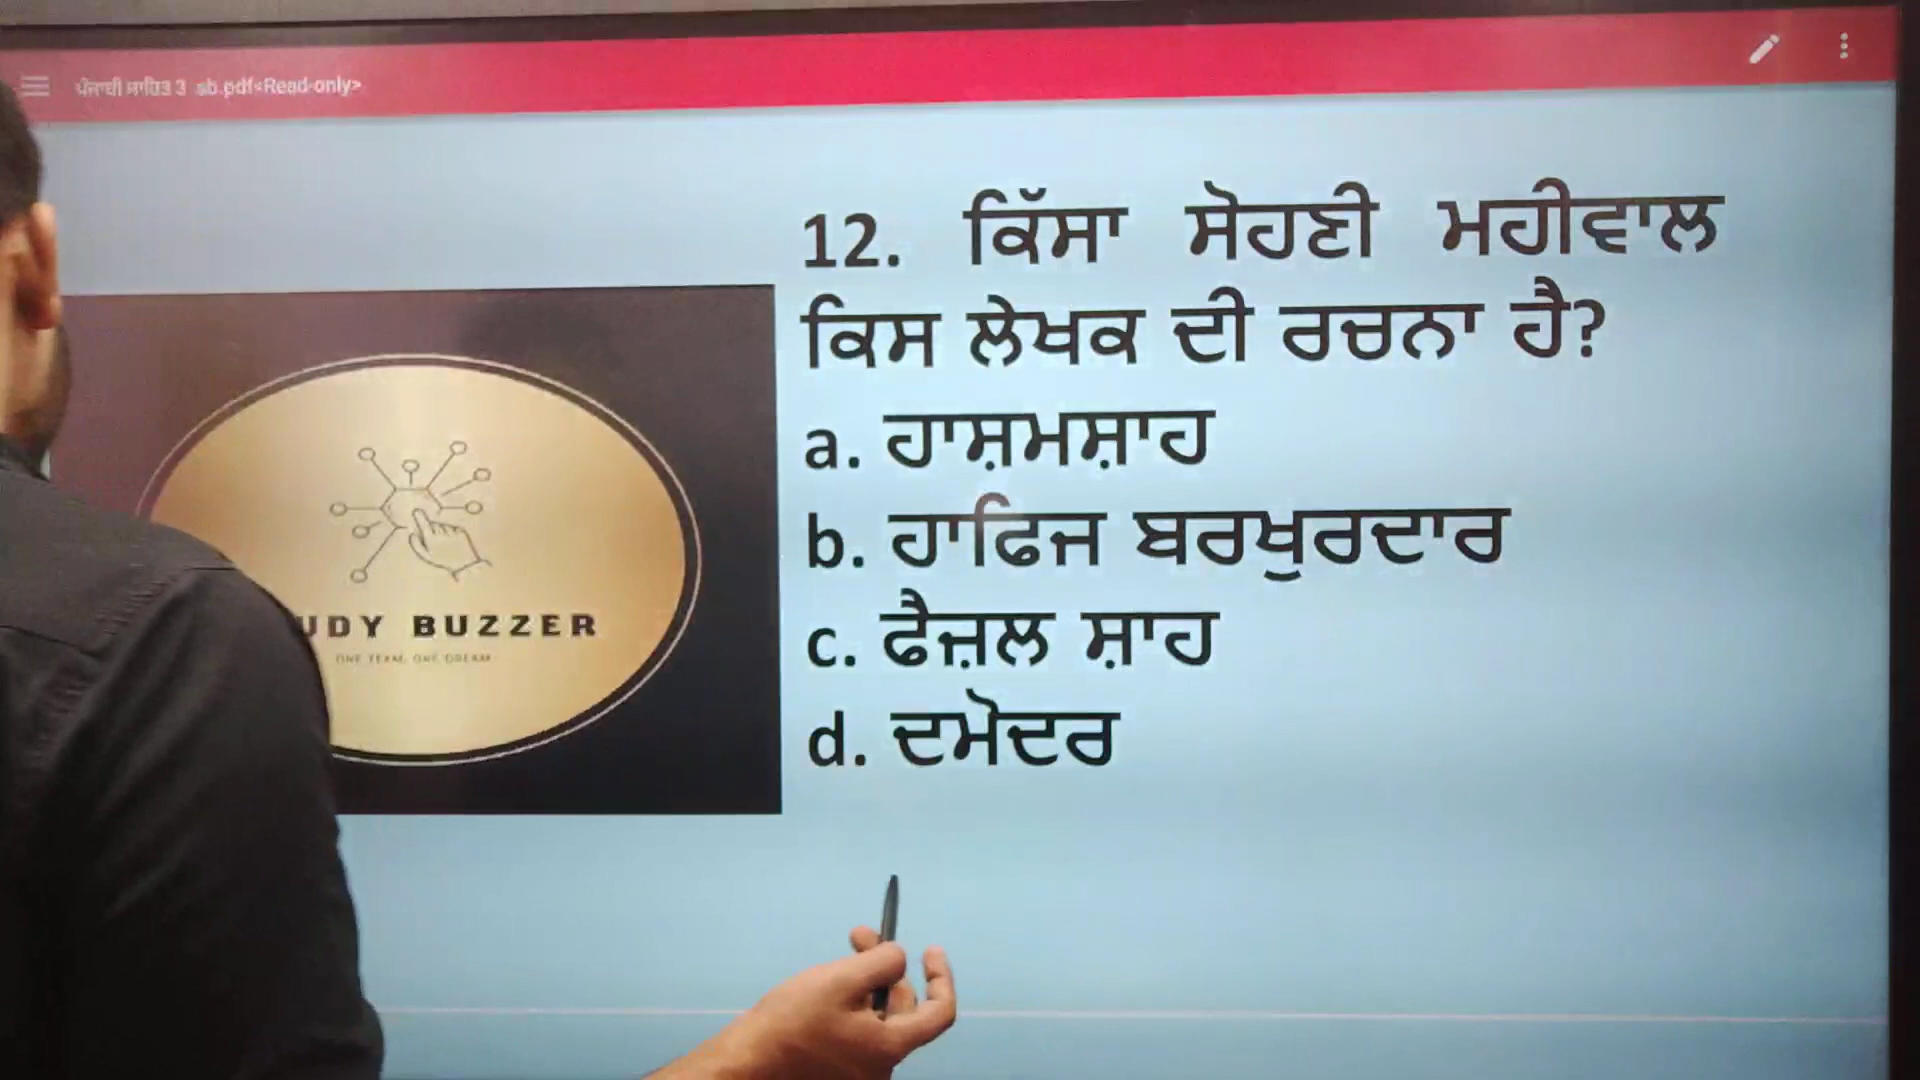 ਪੰਜਾਬੀ ਸਾਹਿਤ 3 sb.pdf<Read-only>
12. ਕਿੱਸਾ ਸੋਹਣੀ ਮਹੀਵਾਲ
ਕਿਸ ਲੇਖਕ ਦੀ ਰਚਨਾ ਹੈ?
a. ਹਾਸ਼ਮਸ਼ਾਹ
b. ਹਾਫਿਜ ਬਰਖੁਰਦਾਰ
c. ਫੈਜ਼ਲ ਸ਼ਾਹ
d. ਦਮੋਦਰ
UDY BUZZER
ONE TEAM, ONE DREAM